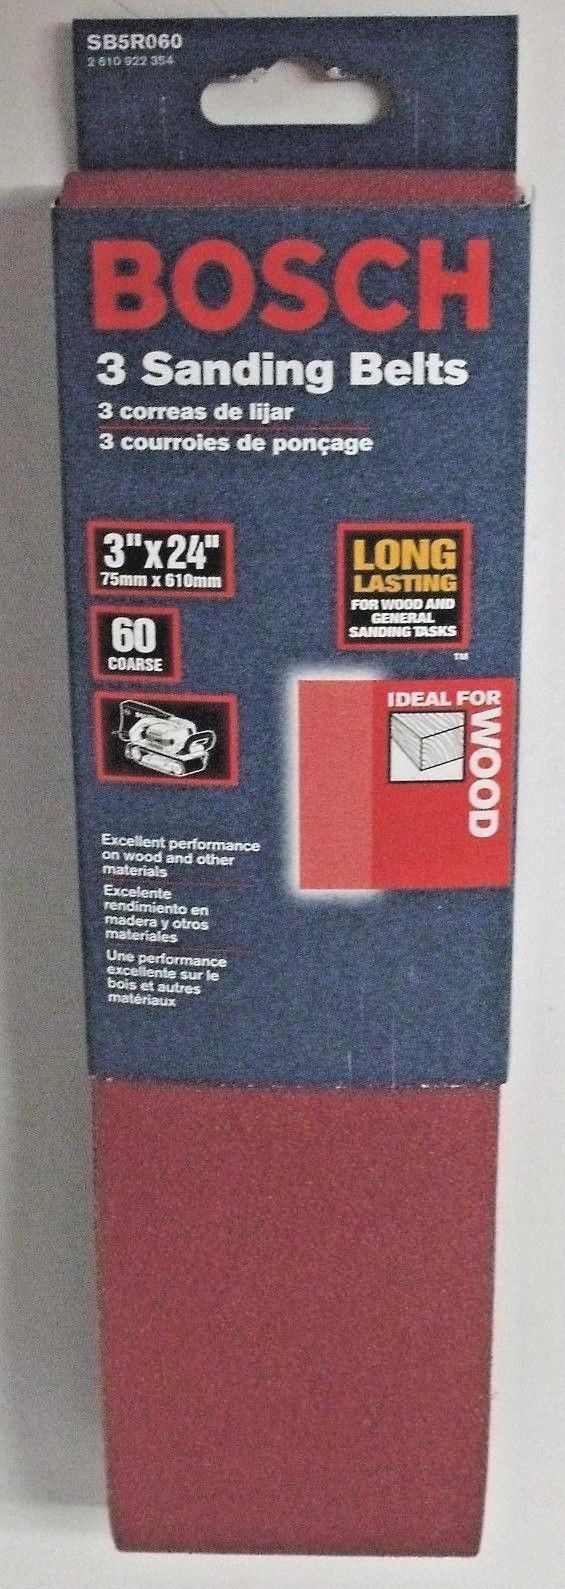 SB5R060
2 610 922 354
BOSCH
3 Sanding Belts
3 correas de lijar
3 courroies de ponçage
3"x24"
75mm x 610mm
60
COARSE
LONG
LASTING
FOR WOOD AND
GENERAL
SANDING TASKS
TM
IDEAL FOR
WOOD
Excellent performance
on wood and other
materials
Excelente
rendimiento en
madera y otros
materiales
Une performance
excellente sur le
bois et autres
matériaux